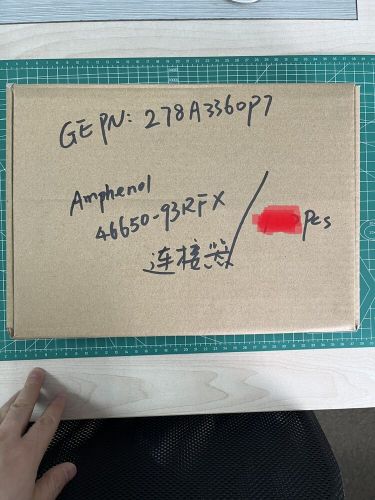 GE PN: 278A3360P7
Amphenol
46650-93RFX / Pcs
连接器